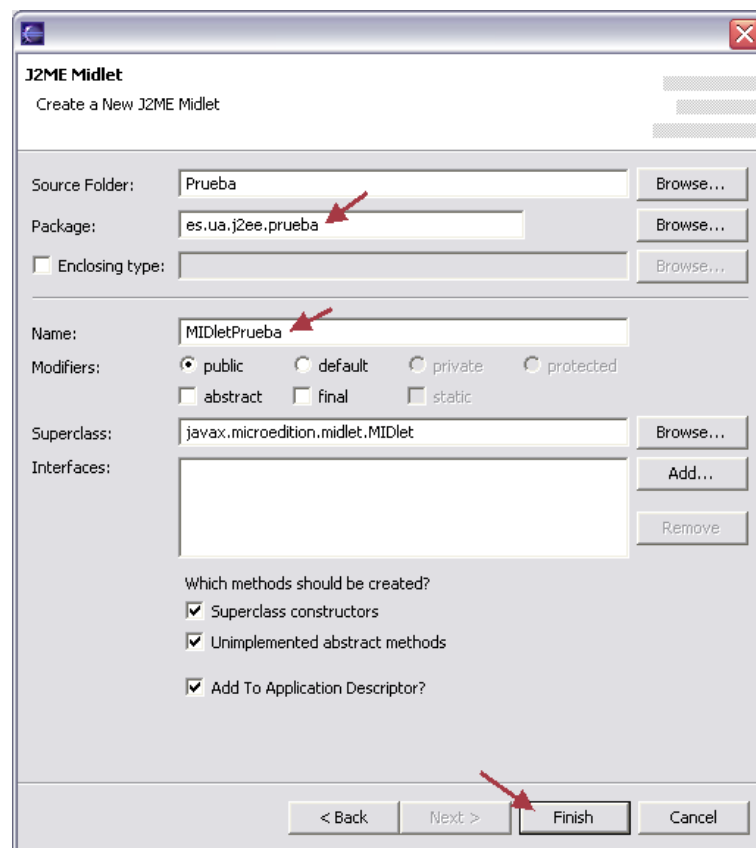 J2ME Midlet
Create a New J2ME Midlet
Source Folder: Prueba Browse...
Package: es.ua.j2ee.prueba Browse...
Enclosing type: Browse...
Name: MIDletPrueba
Modifiers: public default private protected
abstract final static
Superclass: javax.microedition.midlet.MIDlet Browse...
Interfaces: Add...
Remove
Which methods should be created?
Superclass constructors
Unimplemented abstract methods
Add To Application Descriptor?
< Back Next > Finish Cancel